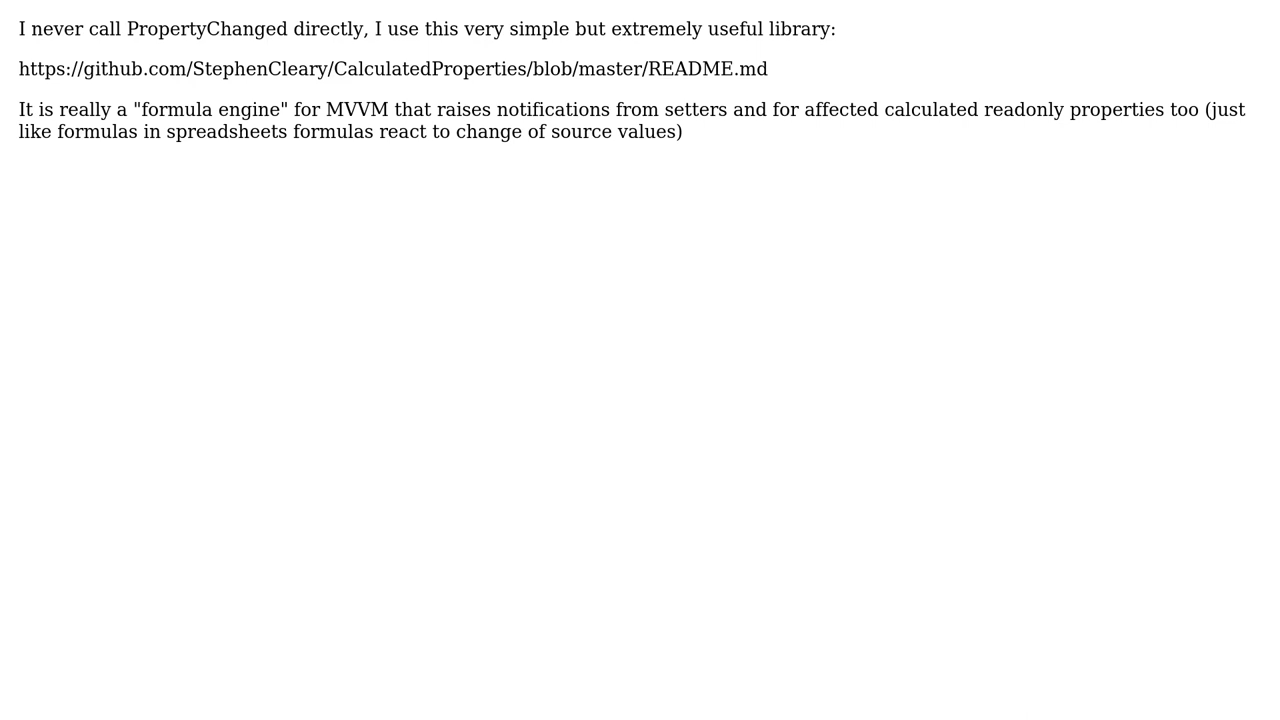 I never call PropertyChanged directly, I use this very simple but extremely useful library:
https://github.com/StephenCleary/CalculatedProperties/blob/master/README.md
It is really a "formula engine" for MVVM that raises notifications from setters and for affected calculated readonly properties too (just
like formulas in spreadsheets formulas react to change of source values)